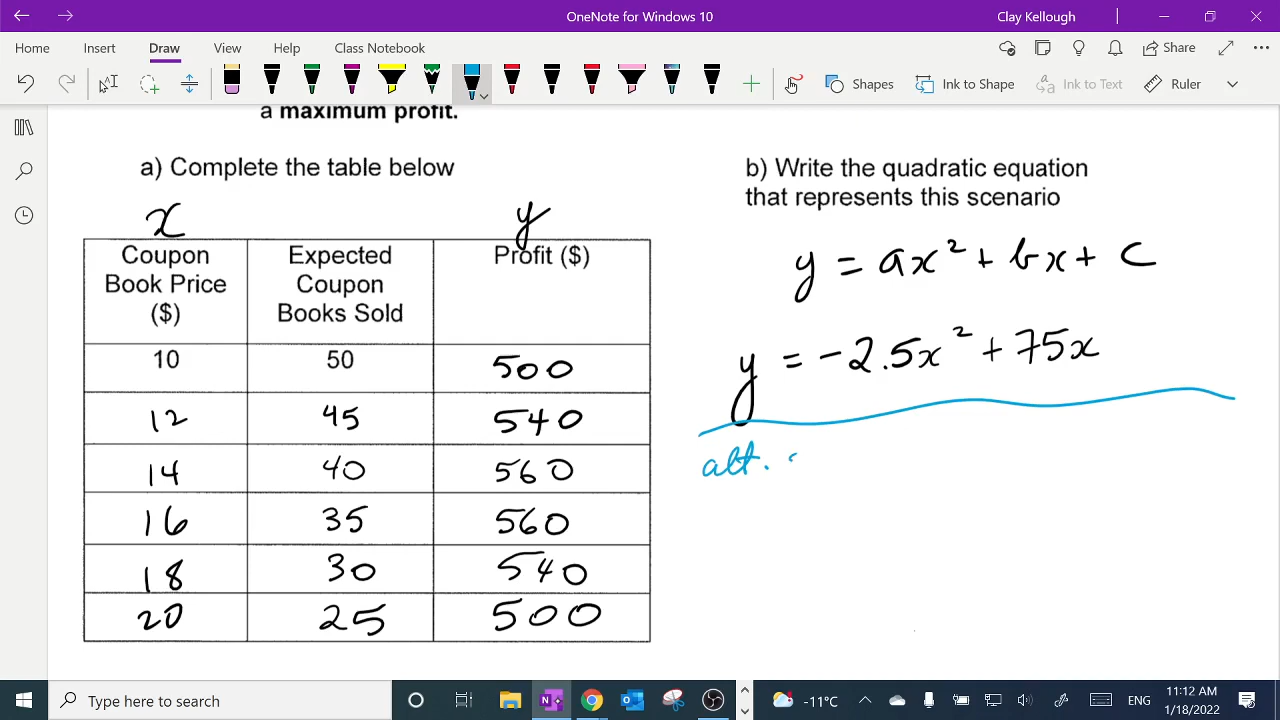 OneNote for Windows 10
Clay Kellough
Home Insert Draw View Help Class Notebook Share
Shapes Ink to Shape Ink to Text Ruler
a maximum profit.
a) Complete the table below
x y
Coupon Book Price ($) Expected Coupon Books Sold Profit ($)
10 50 500
12 45 540
14 40 560
16 35 560
18 30 540
20 25 500
b) Write the quadratic equation
that represents this scenario
y = ax² + bx + c
y = -2.5x² + 75x
alt.
Type here to search
-11°C ENG 11:12 AM
1/18/2022